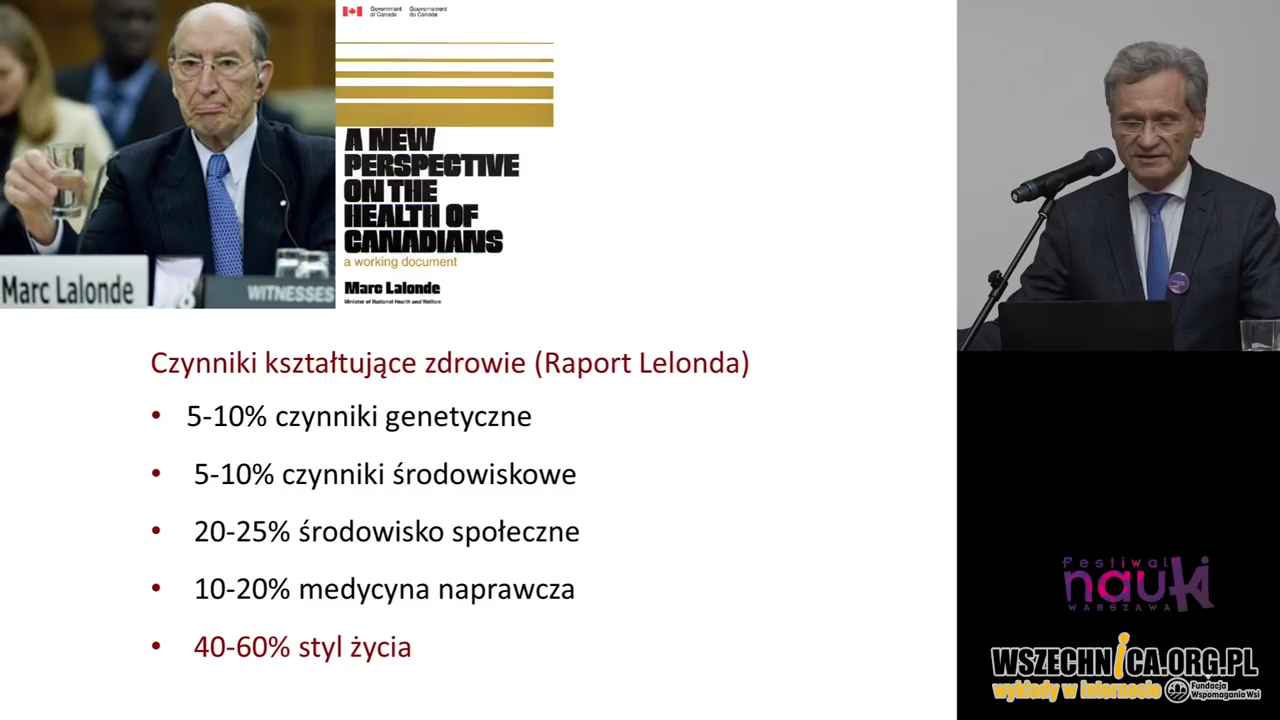 Government
of Canada
Gouvernement
du Canada
A NEW
PERSPECTIVE
ON THE
HEALTH OF
CANADIANS
a working document
Marc Lalonde
Minister of National Health and Welfare
Marc Lalonde
WITNESSES
Czynniki kształtujące zdrowie (Raport Lelonda)
• 5-10% czynniki genetyczne
• 5-10% czynniki środowiskowe
• 20-25% środowisko społeczne
• 10-20% medycyna naprawcza
• 40-60% styl życia
Festiwal
nauki
WARSZAWA
WSZECHNICA.ORG.PL
wykłady w internecie
Fundacja
Wspomagania Wsi